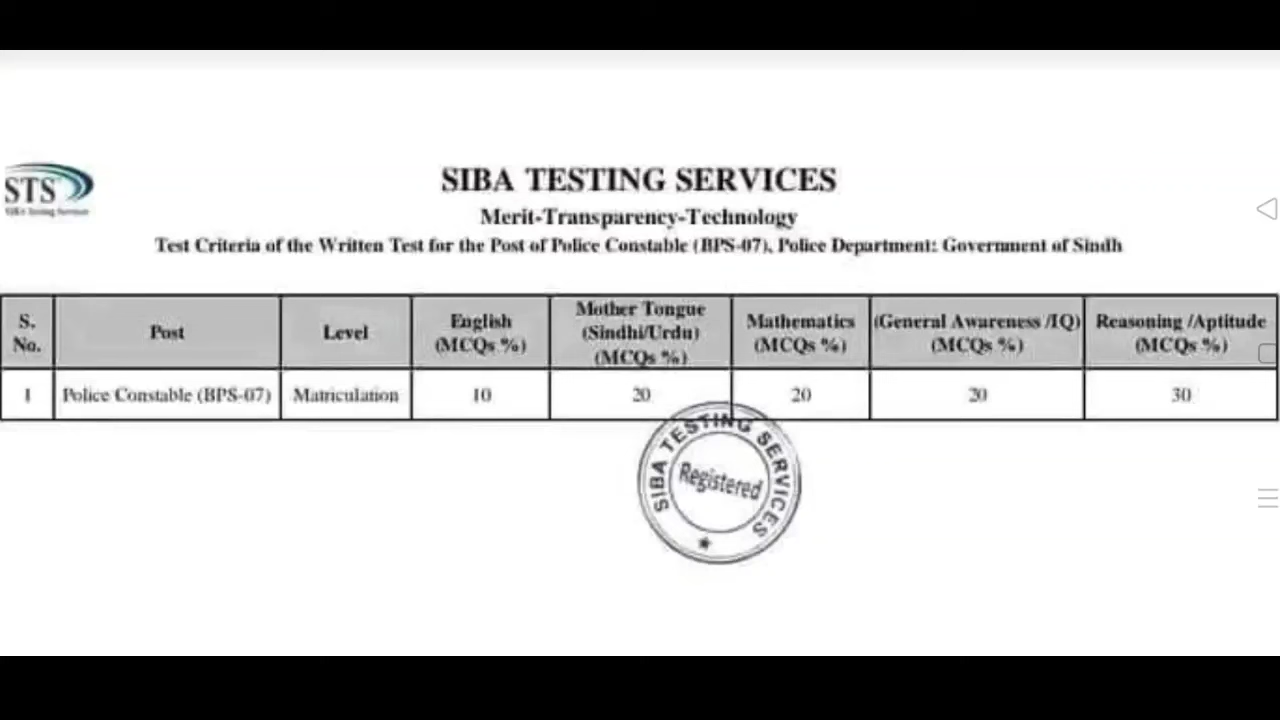 STS
SIBA Testing Services
SIBA TESTING SERVICES
Merit-Transparency-Technology
Test Criteria of the Written Test for the Post of Police Constable (BPS-07), Police Department: Government of Sindh
S. No. Post Level English (MCQs %) Mother Tongue (Sindhi/Urdu) (MCQs %) Mathematics (MCQs %) (General Awareness /IQ) (MCQs %) Reasoning /Aptitude (MCQs %)
1 Police Constable (BPS-07) Matriculation 10 20 20 20 30
SIBA TESTING SERVICES
Registered